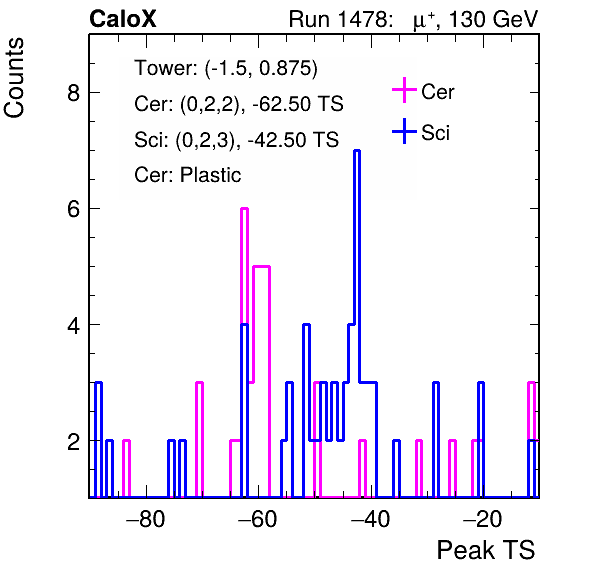 CaloX Run 1478: μ⁺, 130 GeV
Counts
Tower: (-1.5, 0.875)
Cer: (0,2,2), -62.50 TS
Sci: (0,2,3), -42.50 TS
Cer: Plastic
Cer
Sci
8
6
4
2
−80 −60 −40 −20
Peak TS